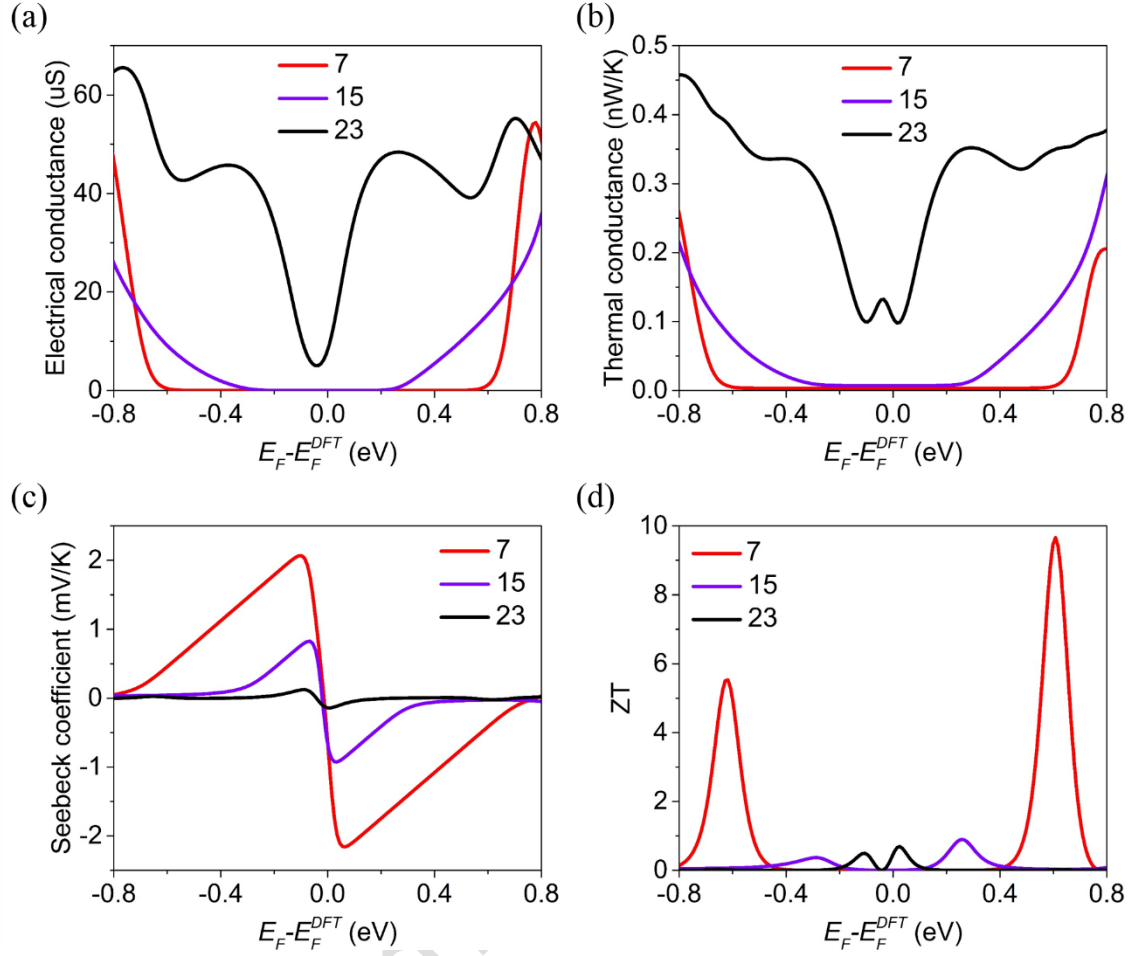 (a)
Electrical conductance (uS)
60
40
20
0
7
15
23
-0.8 -0.4 0.0 0.4 0.8
E_F-E_F^DFT (eV)
(b)
Thermal conductance (nW/K)
0.5
0.4
0.3
0.2
0.1
0.0
7
15
23
-0.8 -0.4 0.0 0.4 0.8
E_F-E_F^DFT (eV)
(c)
Seebeck coefficient (mV/K)
2
1
0
-1
-2
7
15
23
-0.8 -0.4 0.0 0.4 0.8
E_F-E_F^DFT (eV)
(d)
ZT
10
8
6
4
2
0
7
15
23
-0.8 -0.4 0.0 0.4 0.8
E_F-E_F^DFT (eV)